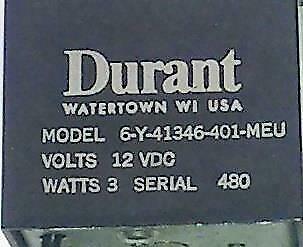 Durant
WATERTOWN WI USA
MODEL 6-Y-41346-401-MEU
VOLTS 12 VDC
WATTS 3 SERIAL 480